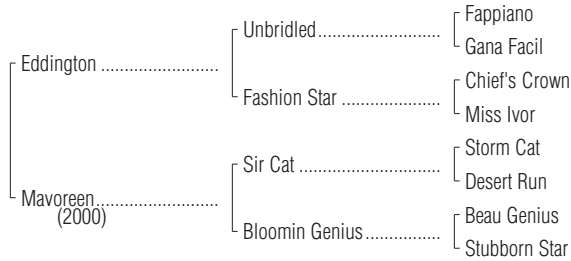 Fappiano
Unbridled
Gana Facil
Eddington
Chief's Crown
Fashion Star
Miss Ivor
Storm Cat
Sir Cat
Desert Run
Mavoreen
(2000)
Beau Genius
Bloomin Genius
Stubborn Star